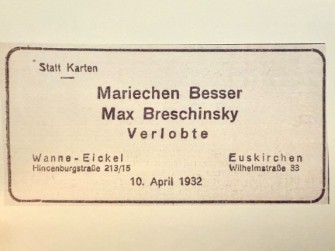 Statt Karten
Mariechen Besser
Max Breschinsky
Verlobte
Wanne-Eickel Euskirchen
Hindenburgstraße 213/15 Wilhelmstraße 33
10. April 1932